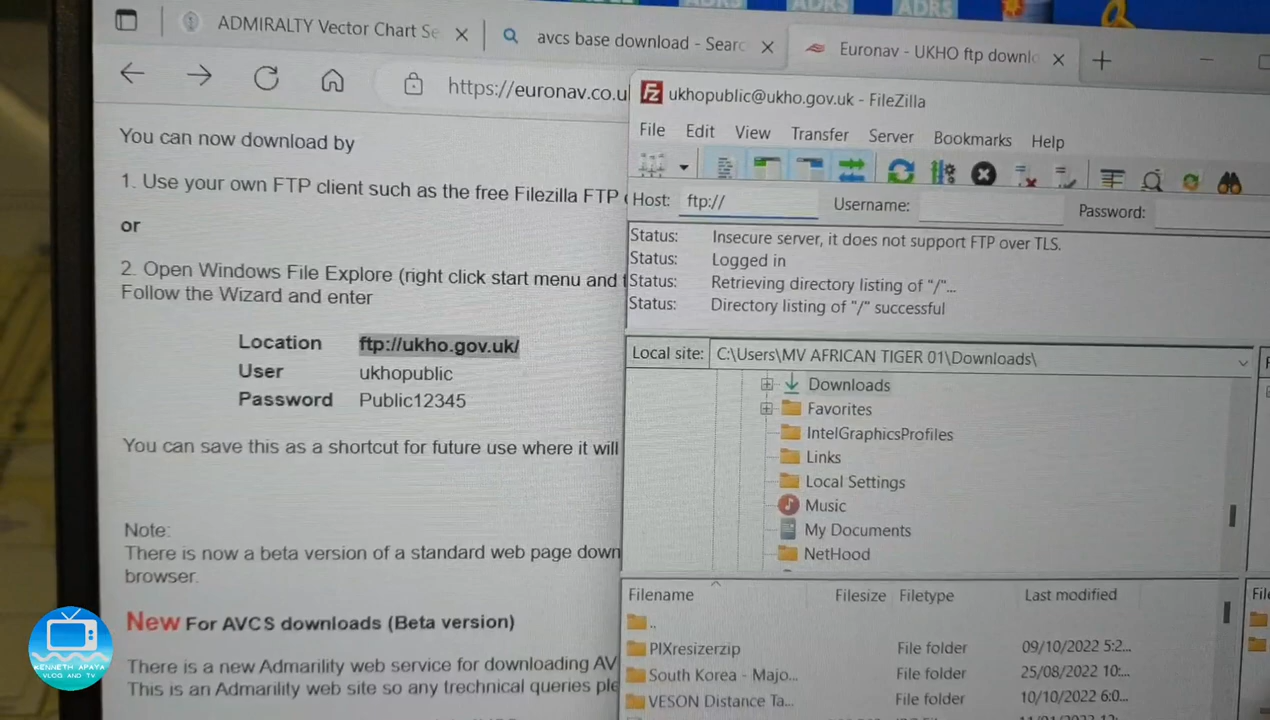 ADRS ADRS ADRS
ADMIRALTY Vector Chart Se
avcs base download - Searc
Euronav - UKHO ftp downl
https://euronav.co.u
ukhopublic@ukho.gov.uk - FileZilla
File Edit View Transfer Server Bookmarks Help
Host: ftp:// Username: Password:
Status: Insecure server, it does not support FTP over TLS.
Status: Logged in
Status: Retrieving directory listing of "/"...
Status: Directory listing of "/" successful
Local site: C:\Users\MV AFRICAN TIGER 01\Downloads\
Downloads
Favorites
IntelGraphicsProfiles
Links
Local Settings
Music
My Documents
NetHood
Filename Filesize Filetype Last modified
..
PIXresizerzip File folder 09/10/2022 5:2...
South Korea - Majo... File folder 25/08/2022 10:...
VESON Distance Ta... File folder 10/10/2022 6:0...
You can now download by
1. Use your own FTP client such as the free Filezilla FTP
or
2. Open Windows File Explore (right click start menu and
Follow the Wizard and enter
Location ftp://ukho.gov.uk/
User ukhopublic
Password Public12345
You can save this as a shortcut for future use where it will
Note:
There is now a beta version of a standard web page down
browser.
New For AVCS downloads (Beta version)
There is a new Admarility web service for downloading AV
This is an Admarility web site so any trechnical queries ple
KENNETH APAYA
VLOG AND TV